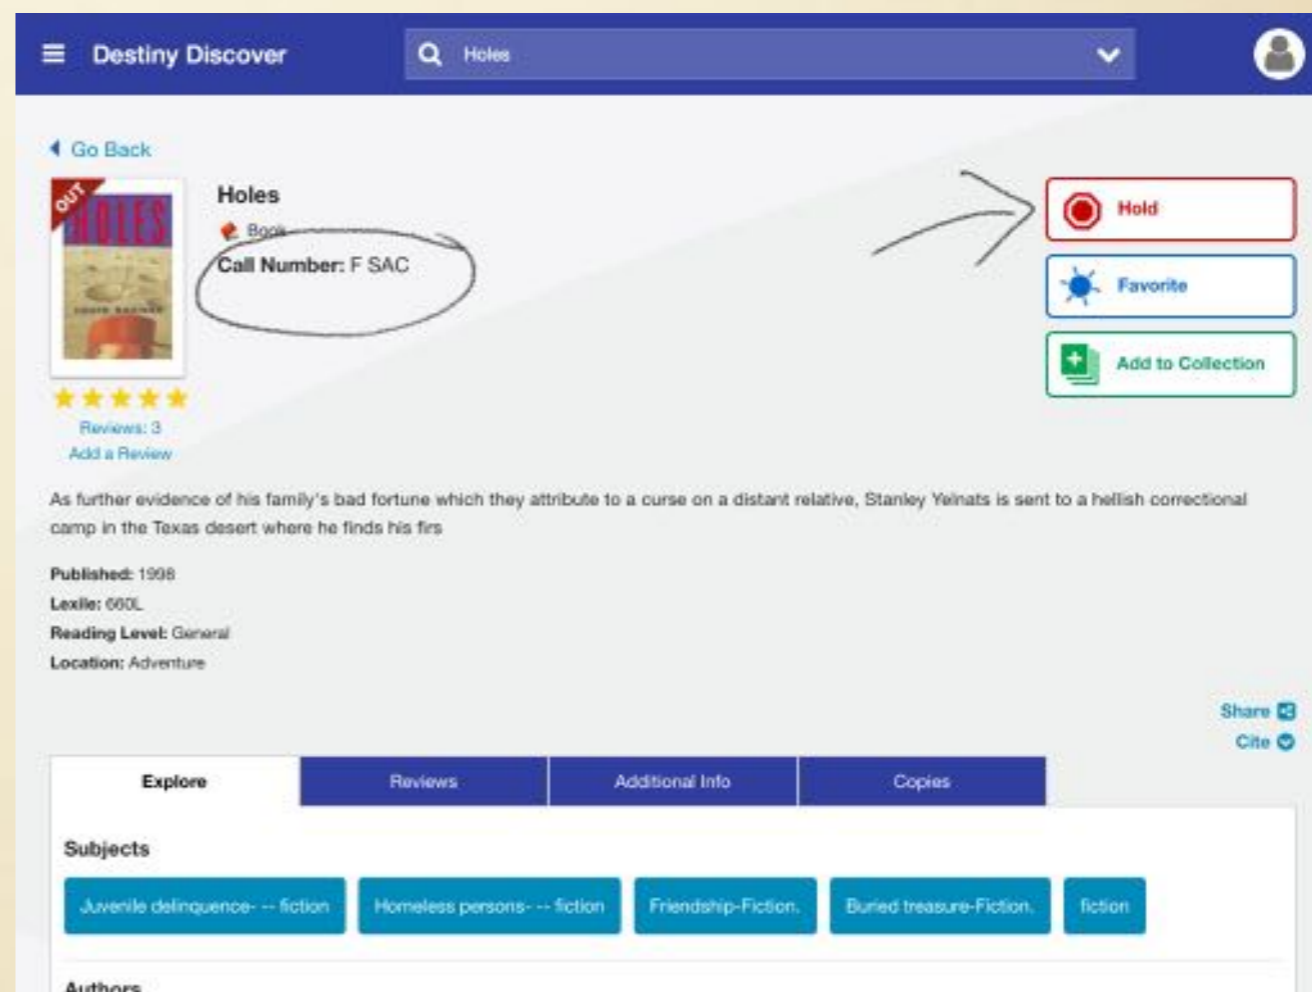 Destiny Discover
Holes
Go Back
OUT
HOLES
LOUIS SACHAR
Holes
Book
Call Number: F SAC
Hold
Favorite
Add to Collection
Reviews: 3
Add a Review
As further evidence of his family's bad fortune which they attribute to a curse on a distant relative, Stanley Yelnats is sent to a hellish correctional
camp in the Texas desert where he finds his firs
Published: 1998
Lexile: 660L
Reading Level: General
Location: Adventure
Share
Cite
Explore Reviews Additional Info Copies
Subjects
Juvenile delinquence- -- fiction Homeless persons- -- fiction Friendship-Fiction. Buried treasure-Fiction. fiction
Authors